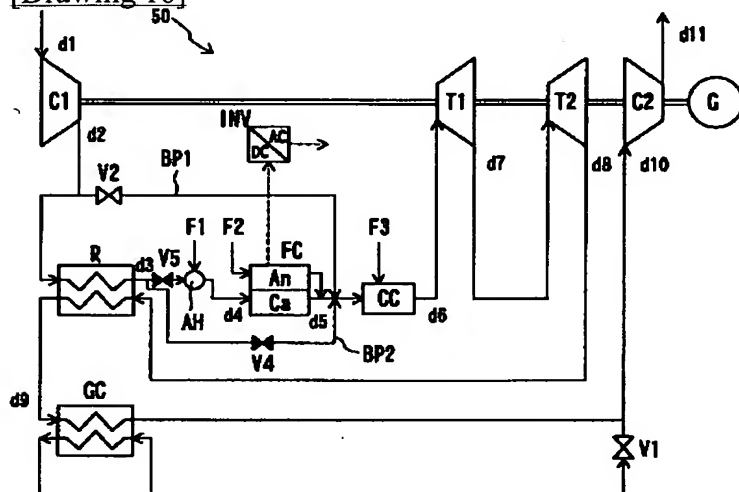 [Drawing 10]
50
d1
d11
C1
T1
T2
C2
G
d2
INV
AC
DC
d7
d8
d10
V2
BP1
F1
F2
FC
F3
R
d3
V5
An
Ca
CC
AH
d4
d5
d6
V4
BP2
d9
GC
V1